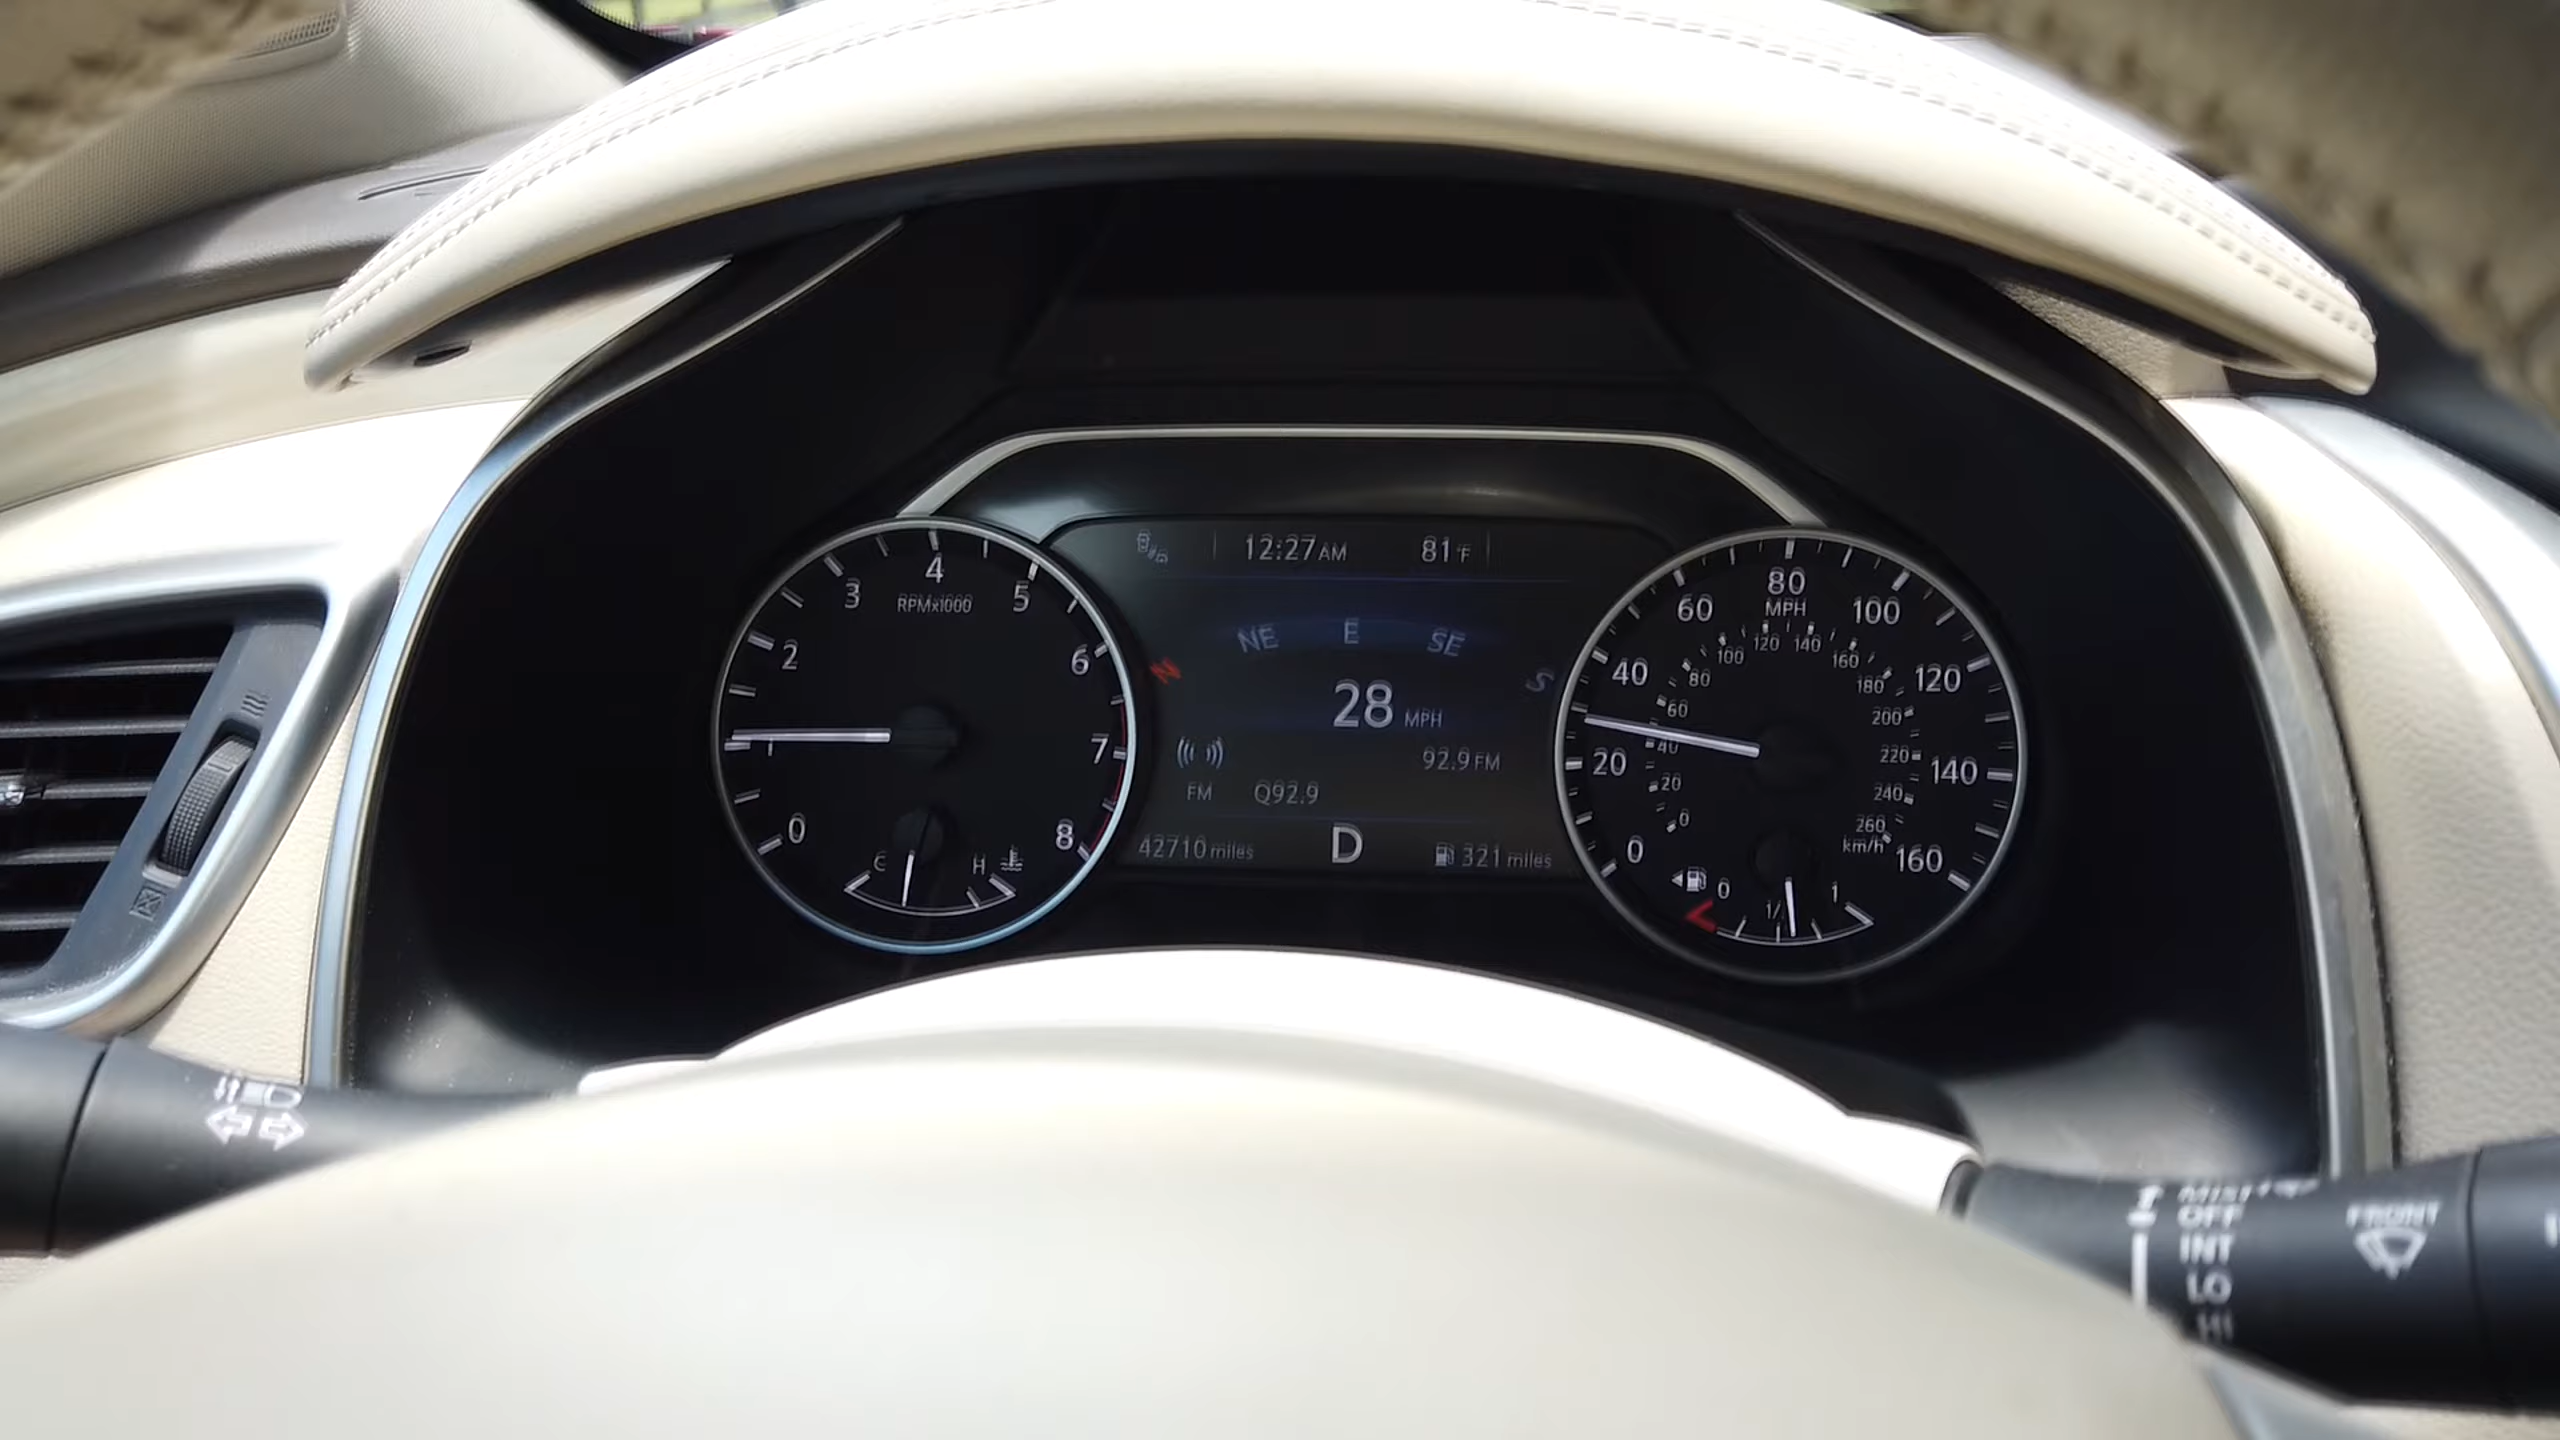 12:27 AM 81°F
NE E SE
N S
28 MPH
92.9 FM
FM Q92.9
42710 miles D 321 miles
0 1 2 3 4 5 6 7 8
RPMx1000
C H
0 20 40 60 80 100 120 140 160
MPH
0 20 40 60 80 100 120 140 160 180 200 220 240 260
km/h
0 1
OFF
INT
LO
HI
FRONT